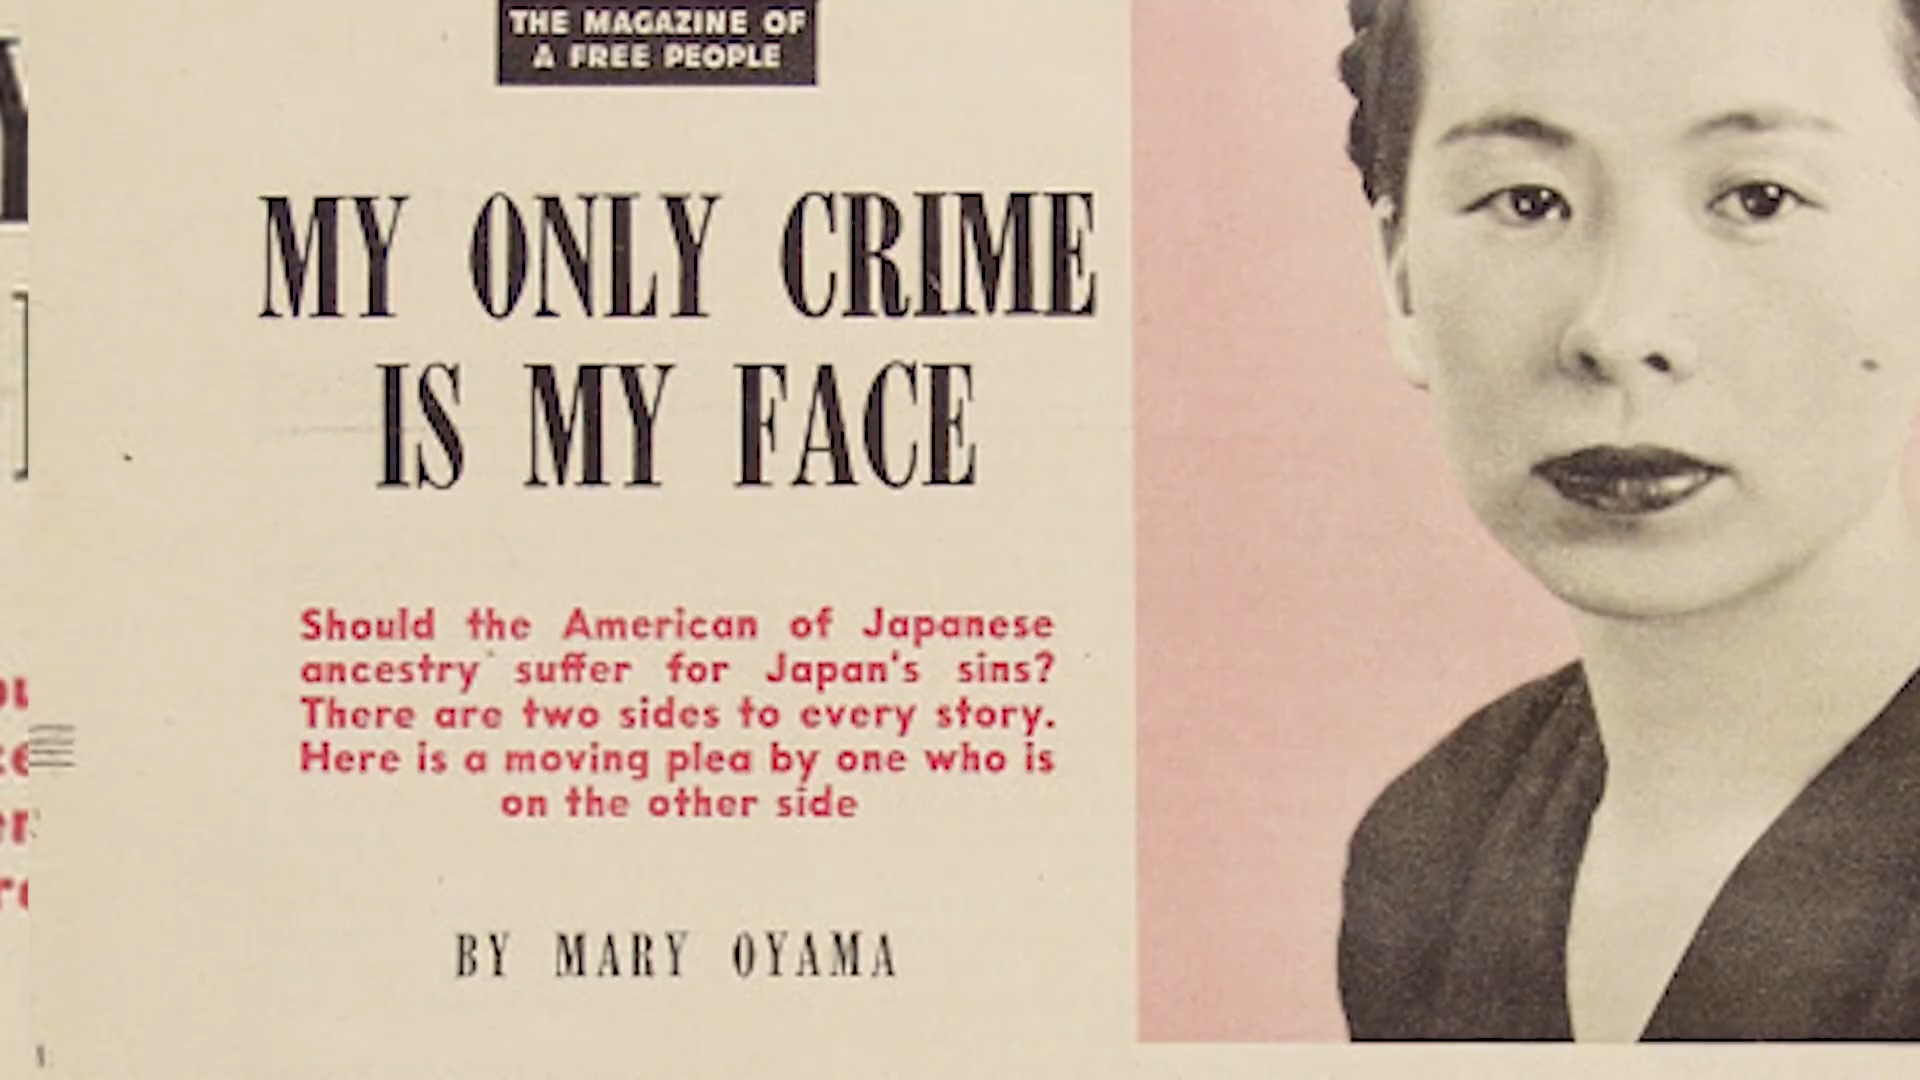 THE MAGAZINE OF
A FREE PEOPLE
MY ONLY CRIME
IS MY FACE
Should the American of Japanese
ancestry suffer for Japan's sins?
There are two sides to every story.
Here is a moving plea by one who is
on the other side
BY MARY OYAMA